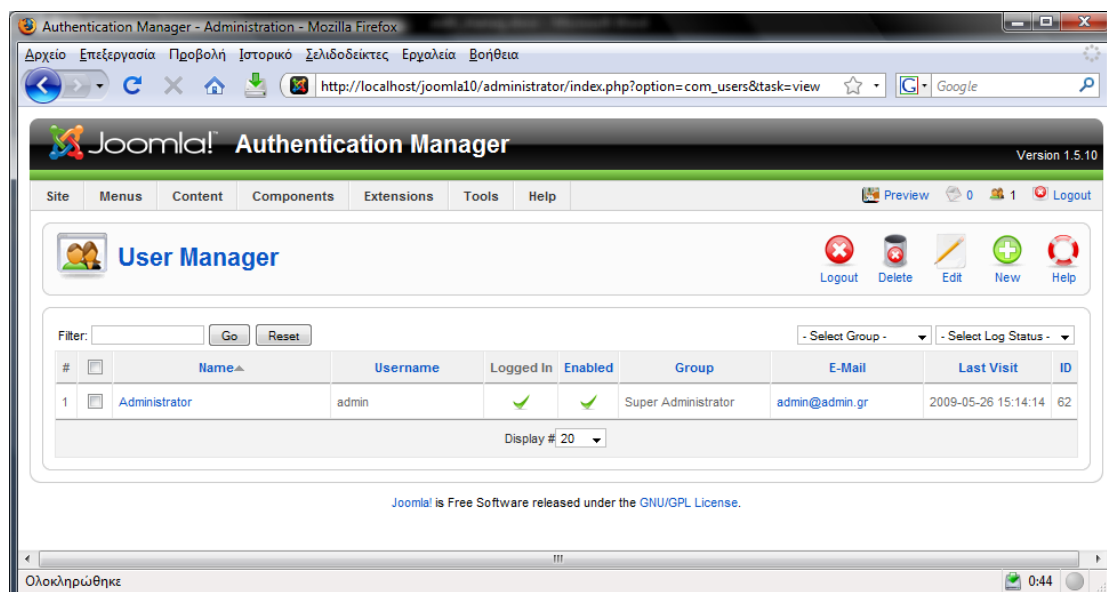 Authentication Manager - Administration - Mozilla Firefox
Αρχείο Επεξεργασία Προβολή Ιστορικό Σελιδοδείκτες Εργαλεία Βοήθεια
http://localhost/joomla10/administrator/index.php?option=com_users&task=view G Google
Joomla! Authentication Manager
Version 1.5.10
Site Menus Content Components Extensions Tools Help Preview 0 1 Logout
User Manager
Logout Delete Edit New Help
Filter: Go Reset - Select Group - - Select Log Status -
# Name Username Logged In Enabled Group E-Mail Last Visit ID
1 Administrator admin Super Administrator admin@admin.gr 2009-05-26 15:14:14 62
Display # 20
Joomla! is Free Software released under the GNU/GPL License.
Ολοκληρώθηκε 0:44